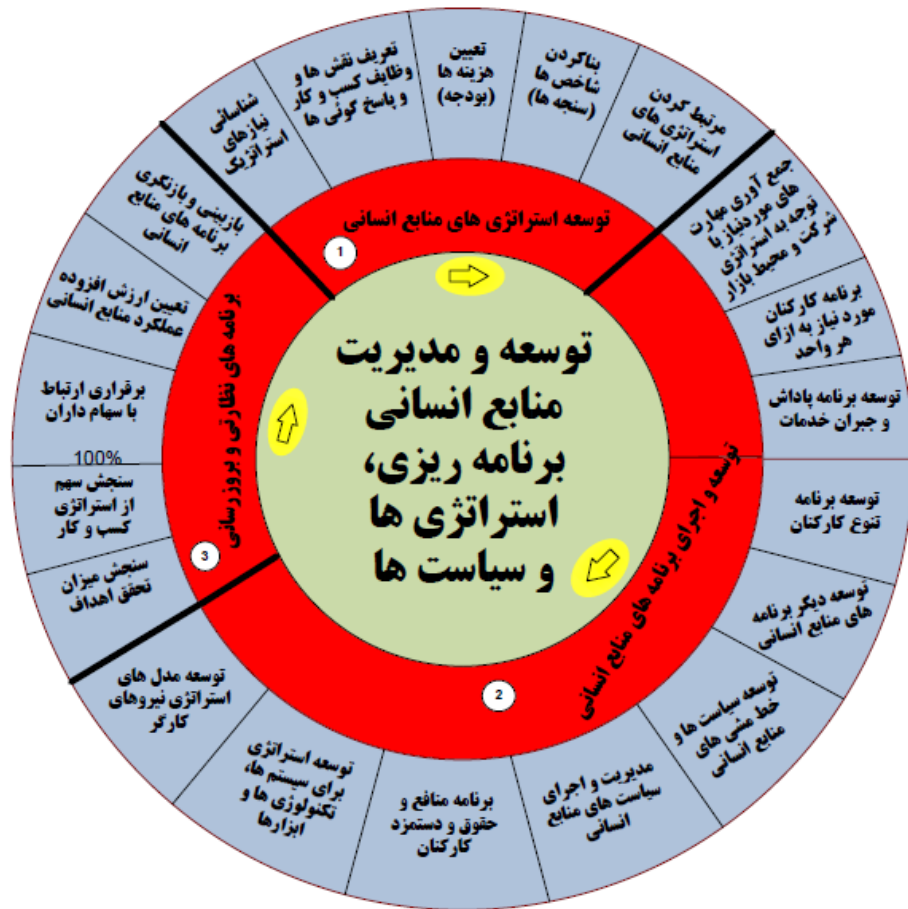 توسعه و مدیریت
منابع انسانی
برنامه ریزی،
استراتژی ها
و سیاست ها
توسعه استراتژی های منابع انسانی
1
شناسائی
نیازهای
استراتژیک
تعریف نقش ها و
وظایف کسب و کار
و پاسخ گوئی ها
تعیین
هزینه ها
(بودجه)
بناکردن
شاخص ها
(سنجه ها)
مرتبط کردن
استراتژی های
منابع انسانی
توسعه و اجرای برنامه های منابع انسانی
2
جمع آوری مهارت
های موردنیاز با
توجه به استراتژی
شرکت و محیط بازار
برنامه کارکنان
مورد نیاز به ازای
هر واحد
توسعه برنامه پاداش
و جبران خدمات
توسعه برنامه
تنوع کارکنان
توسعه دیگر برنامه
های منابع انسانی
توسعه سیاست ها و
خط مشی های
منابع انسانی
مدیریت و اجرای
سیاست های منابع
انسانی
برنامه منافع و
حقوق و دستمزد
کارکنان
توسعه استراتژی
برای سیستم ها،
تکنولوژی ها و
ابزارها
توسعه مدل های
استراتژی نیروهای
کارگر
برنامه های نظارتی و بروزرسانی
3
سنجش میزان
تحقق اهداف
سنجش سهم
از استراتژی
کسب و کار
100%
برقراری ارتباط
با سهام داران
تعیین ارزش افزوده
عملکرد منابع انسانی
بازبینی و بازنگری
برنامه های منابع
انسانی